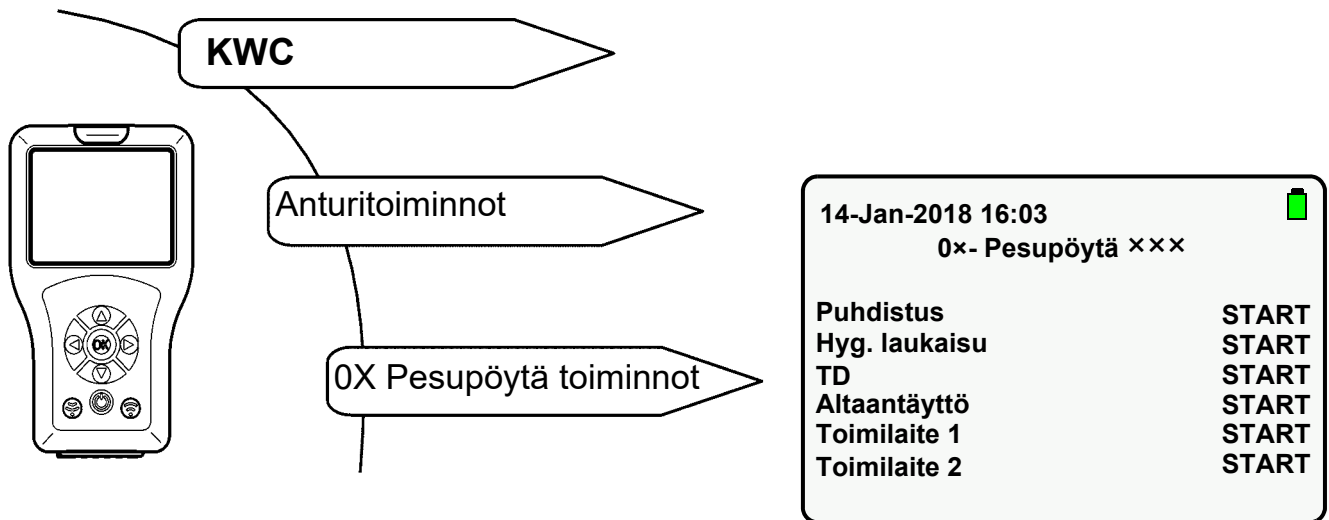 KWC
Anturitoiminnot
0X Pesupöytä toiminnot
OK
14-Jan-2018 16:03
0×- Pesupöytä ×××
Puhdistus START
Hyg. laukaisu START
TD START
Altaantäyttö START
Toimilaite 1 START
Toimilaite 2 START